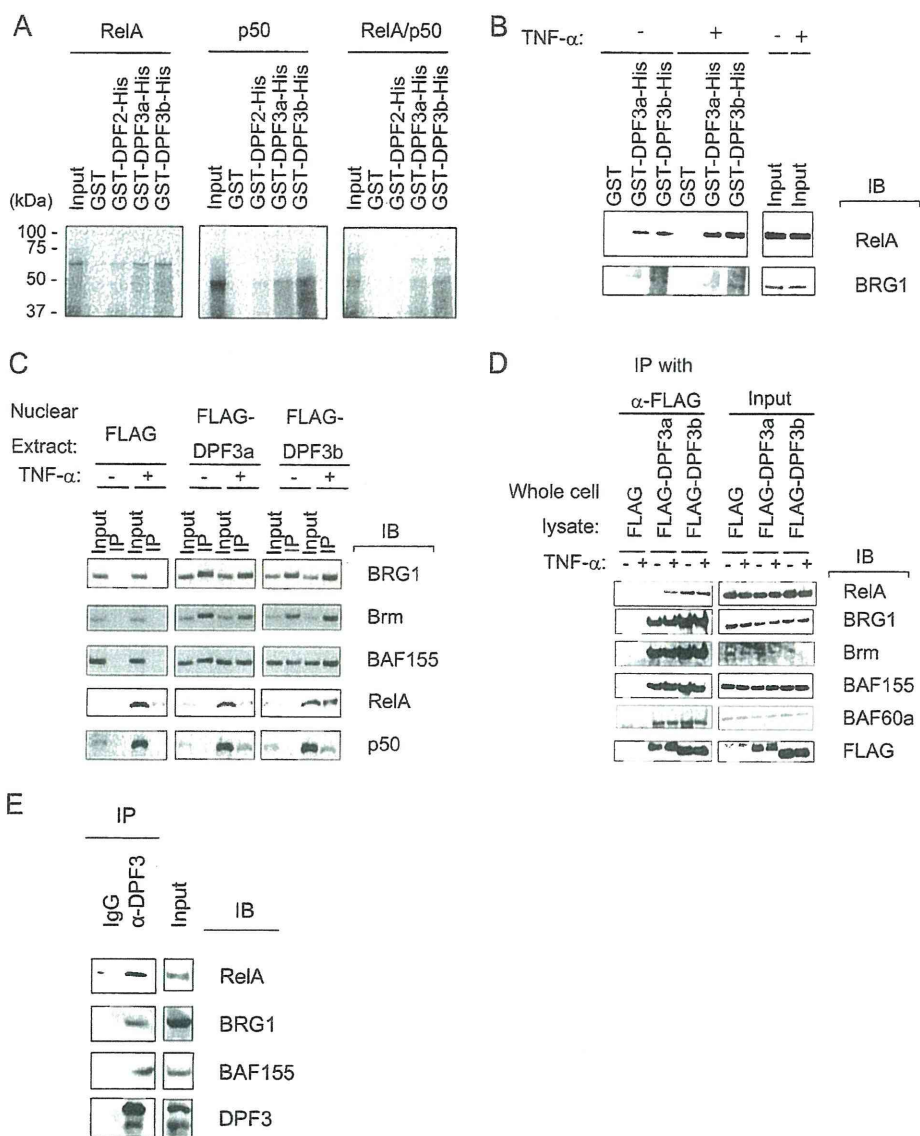 A
RelA
p50
RelA/p50
Input
GST
GST-DPF2-His
GST-DPF3a-His
GST-DPF3b-His
Input
GST
GST-DPF2-His
GST-DPF3a-His
GST-DPF3b-His
Input
GST
GST-DPF2-His
GST-DPF3a-His
GST-DPF3b-His
(kDa)
100 -
75 -
50 -
37 -
B
TNF-α: - + - +
GST
GST-DPF3a-His
GST-DPF3b-His
GST
GST-DPF3a-His
GST-DPF3b-His
Input
Input
IB
RelA
BRG1
C
Nuclear
Extract:
FLAG
FLAG-
DPF3a
FLAG-
DPF3b
TNF-α: - + - + - +
Input
IP
Input
IP
Input
IP
Input
IP
Input
IP
Input
IP
IB
BRG1
Brm
BAF155
RelA
p50
D
IP with
α-FLAG
Input
Whole cell
lysate:
FLAG
FLAG-DPF3a
FLAG-DPF3b
FLAG
FLAG-DPF3a
FLAG-DPF3b
TNF-α: - + - + - + - + - + - +
IB
RelA
BRG1
Brm
BAF155
BAF60a
FLAG
E
IP
IgG
α-DPF3
Input
IB
RelA
BRG1
BAF155
DPF3